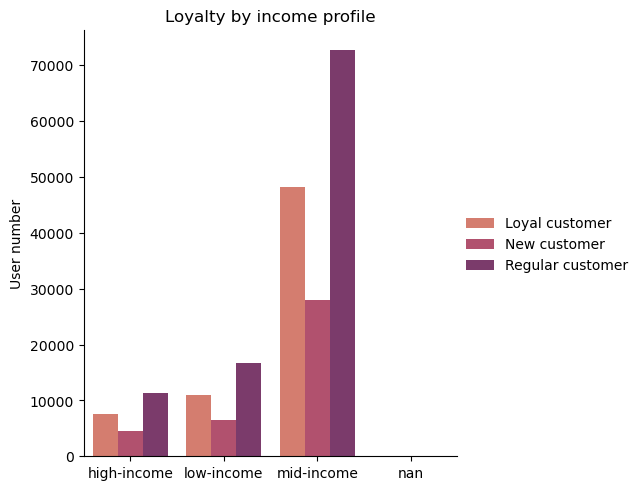 Loyalty by income profile
User number
70000
60000
50000
40000
30000
20000
10000
0
high-income
low-income
mid-income
nan
Loyal customer
New customer
Regular customer